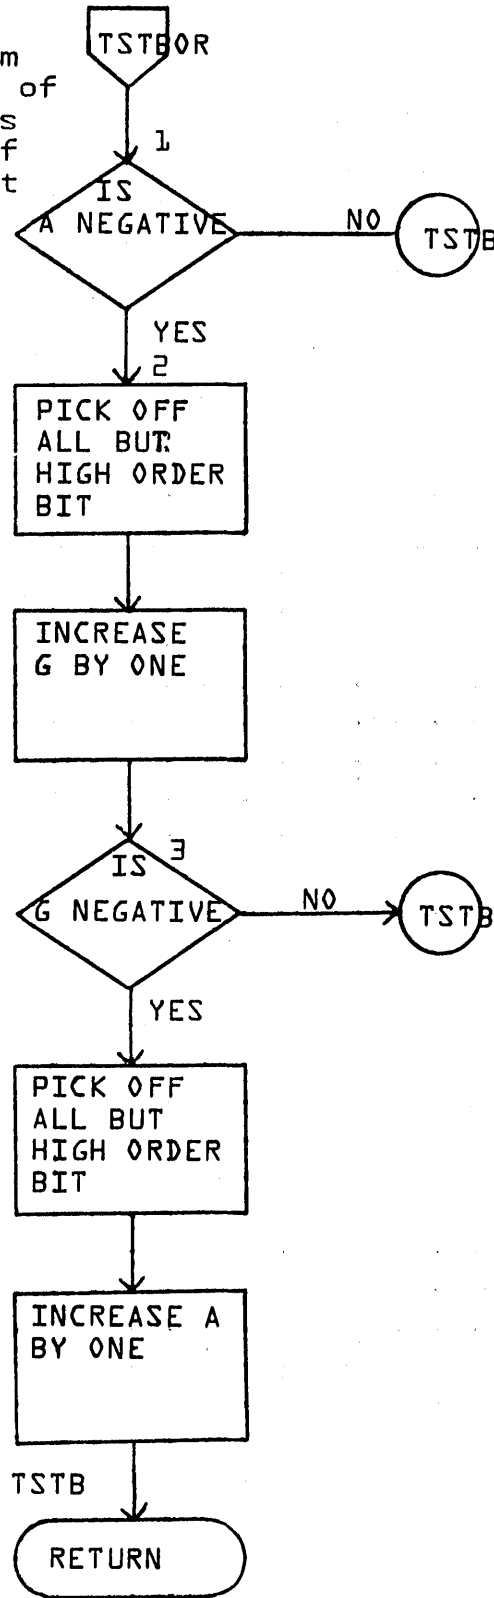 TSTBOR
m
of
s
f
t
1
IS
A NEGATIVE
NO
TSTB
YES
2
PICK OFF
ALL BUT
HIGH ORDER
BIT
INCREASE
G BY ONE
3
IS
G NEGATIVE
NO
TSTB
YES
PICK OFF
ALL BUT
HIGH ORDER
BIT
INCREASE A
BY ONE
TSTB
RETURN